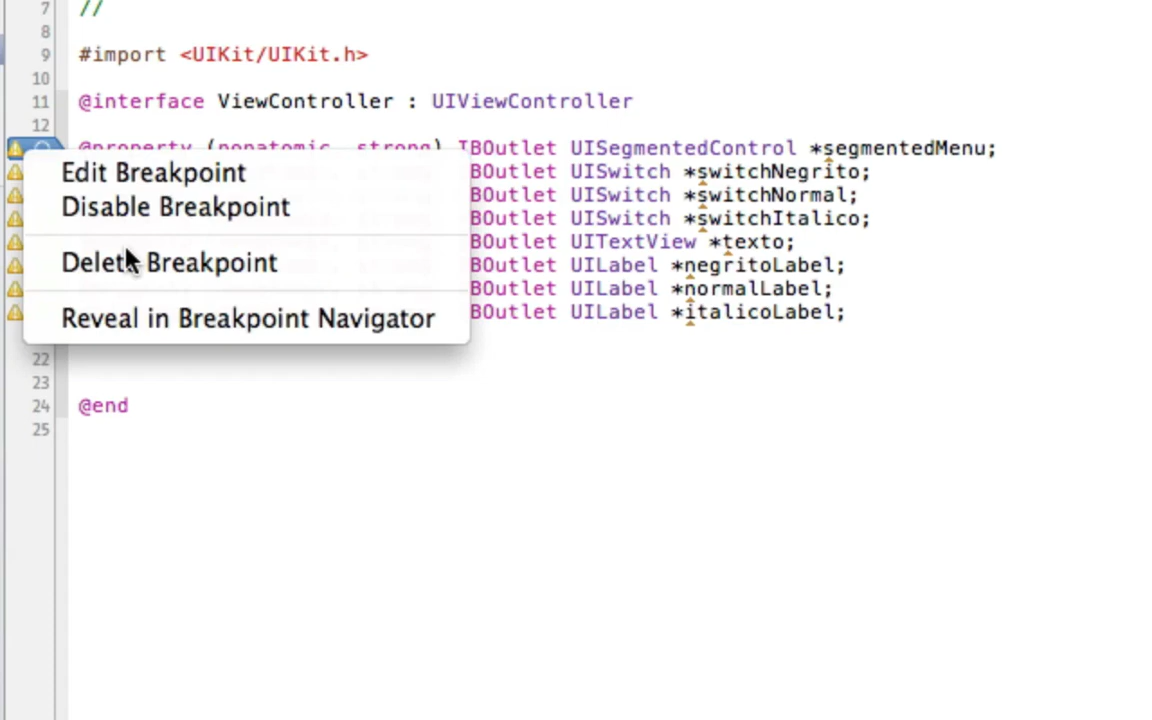 7 //
8
9 #import <UIKit/UIKit.h>
10
11 @interface ViewController : UIViewController
12
@property (nonatomic, strong) IBOutlet UISegmentedControl *segmentedMenu;
Edit Breakpoint
BOutlet UISwitch *switchNegrito;
Disable Breakpoint
BOutlet UISwitch *switchNormal;
BOutlet UISwitch *switchItalico;
BOutlet UITextView *texto;
Delete Breakpoint
BOutlet UILabel *negritoLabel;
BOutlet UILabel *normalLabel;
Reveal in Breakpoint Navigator
BOutlet UILabel *italicoLabel;
22
23
24 @end
25